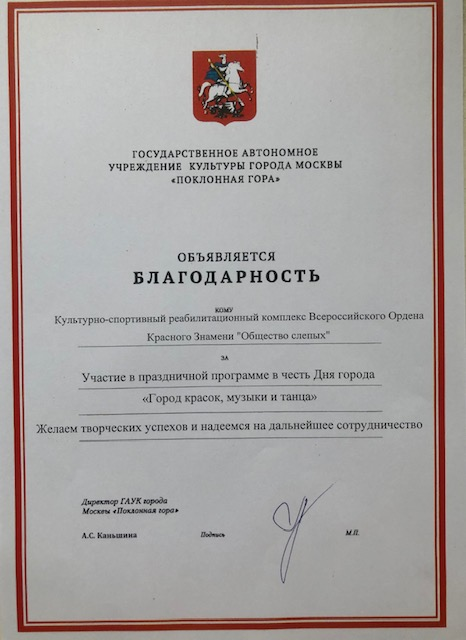 ГОСУДАРСТВЕННОЕ АВТОНОМНОЕ
УЧРЕЖДЕНИЕ КУЛЬТУРЫ ГОРОДА МОСКВЫ
«ПОКЛОННАЯ ГОРА»
ОБЪЯВЛЯЕТСЯ
БЛАГОДАРНОСТЬ
КОМУ
Культурно-спортивный реабилитационный комплекс Всероссийского Ордена
Красного Знамени "Общество слепых"
ЗА
Участие в праздничной программе в честь Дня города
«Город красок, музыки и танца»
Желаем творческих успехов и надеемся на дальнейшее сотрудничество
Директор ГАУК города
Москвы «Поклонная гора»
А.С. Каньшина Подпись М.П.